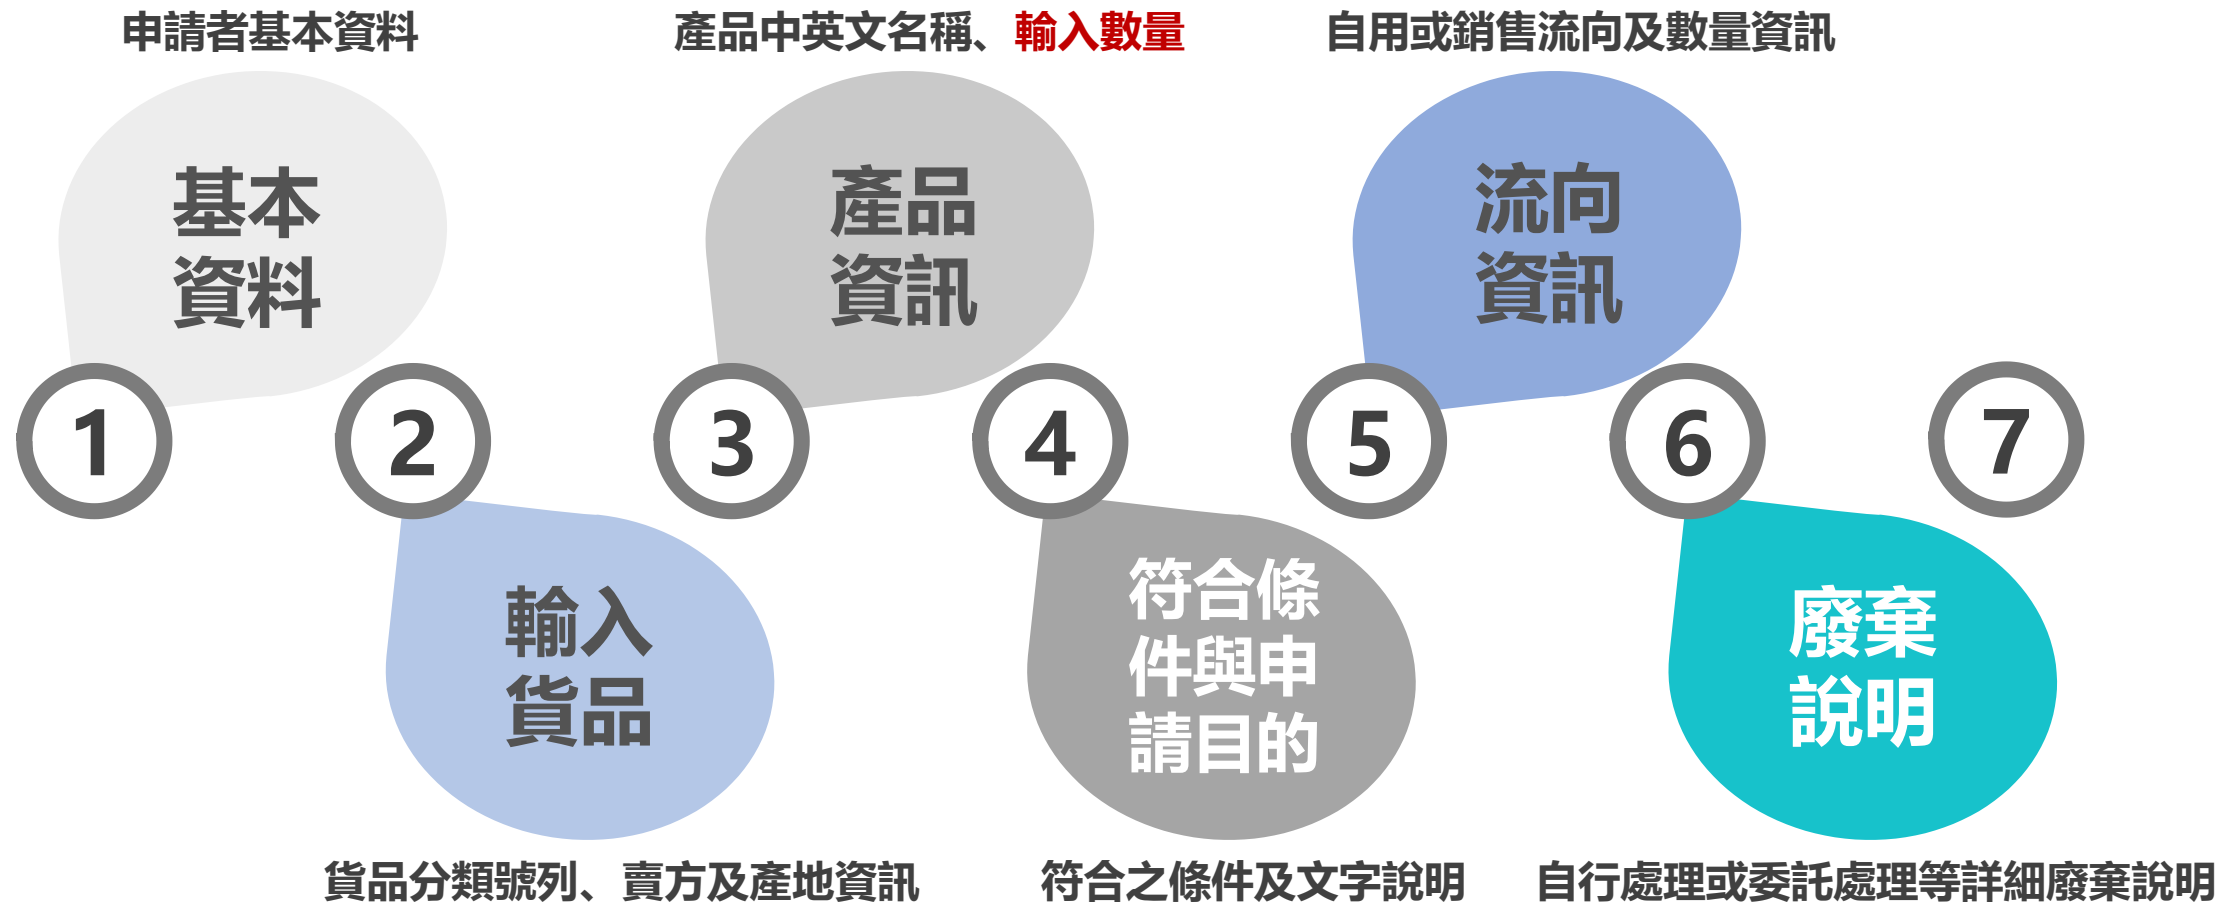 申請者基本資料
產品中英文名稱、輸入數量
自用或銷售流向及數量資訊
基本
資料
產品
資訊
流向
資訊
1
2
3
4
5
6
7
輸入
貨品
符合條
件與申
請目的
廢棄
說明
貨品分類號列、賣方及產地資訊
符合之條件及文字說明
自行處理或委託處理等詳細廢棄說明